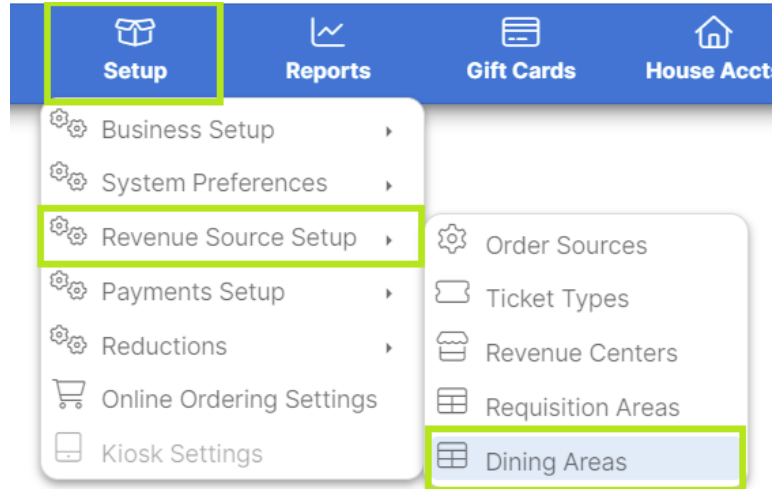 Setup
Reports
Gift Cards
House Accts
Business Setup
System Preferences
Revenue Source Setup
Payments Setup
Reductions
Online Ordering Settings
Kiosk Settings
Order Sources
Ticket Types
Revenue Centers
Requisition Areas
Dining Areas